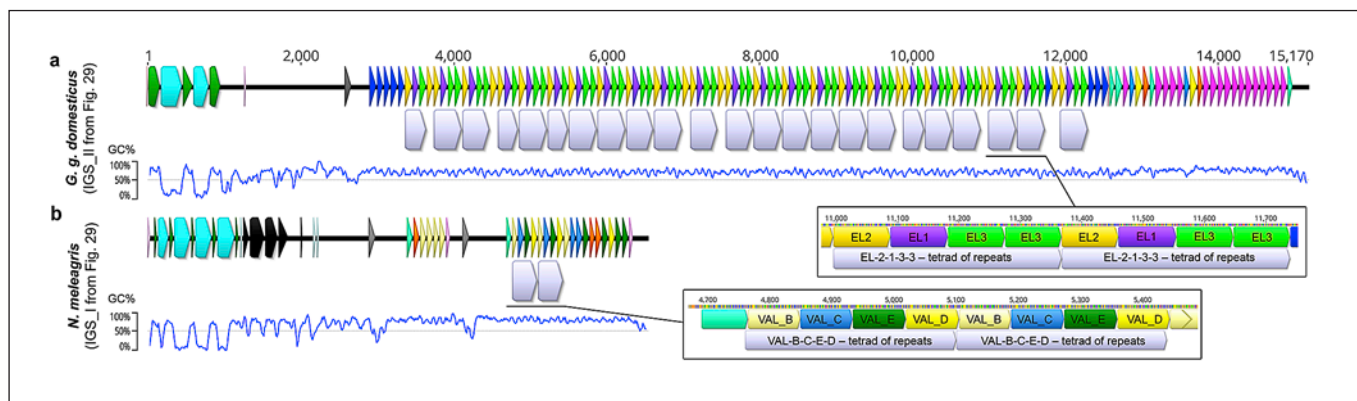 1 2,000 4,000 6,000 8,000 10,000 12,000 14,000 15,170
a
G. g. domesticus
(IGS_II from Fig. 29)
GC%
100%
50%
0%
b
N. meleagris
(IGS_I from Fig. 29)
GC%
100%
50%
0%
11,000 11,100 11,200 11,300 11,400 11,500 11,600 11,700
EL2 EL1 EL3 EL3 EL2 EL1 EL3 EL3
EL-2-1-3-3 – tetrad of repeats EL-2-1-3-3 – tetrad of repeats
4,700 4,800 4,900 5,000 5,100 5,200 5,300 5,400
VAL_B VAL_C VAL_E VAL_D VAL_B VAL_C VAL_E VAL_D
VAL-B-C-E-D – tetrad of repeats VAL-B-C-E-D – tetrad of repeats